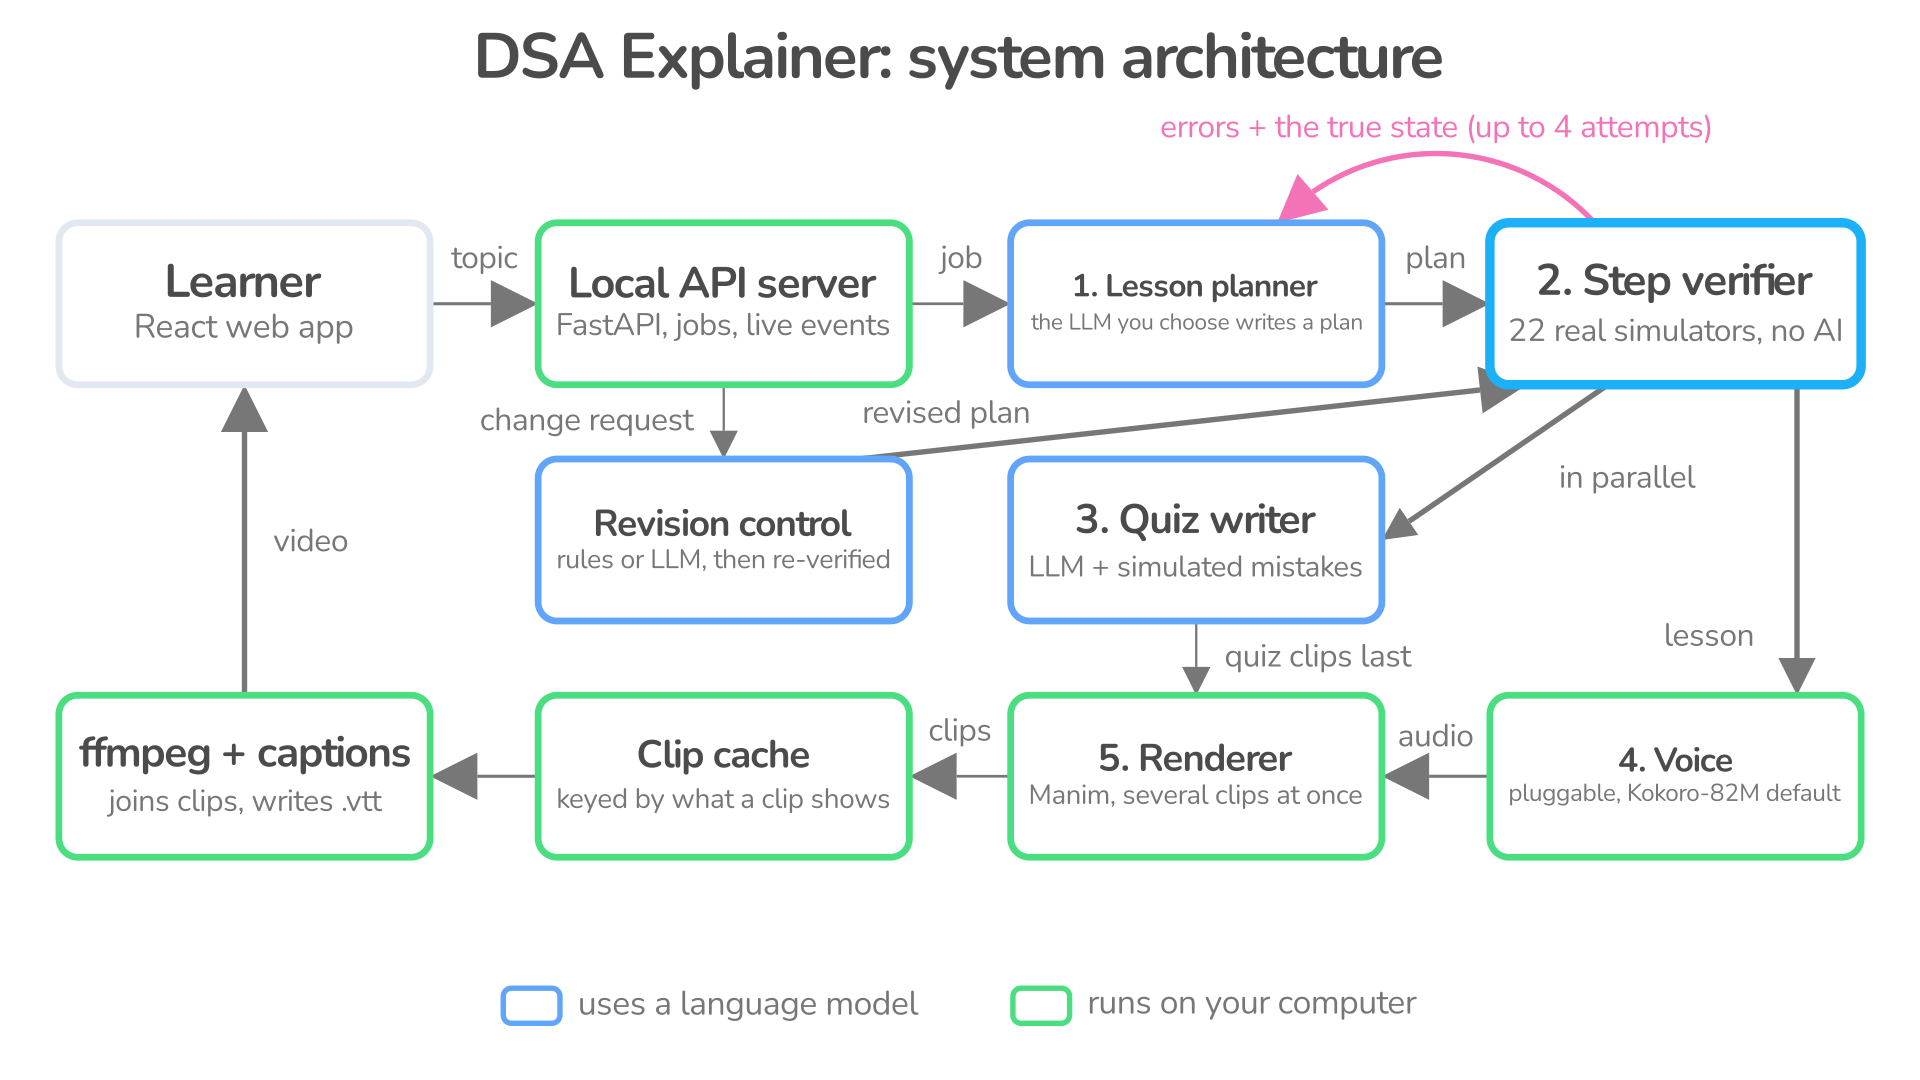 DSA Explainer: system architecture
errors + the true state (up to 4 attempts)
Learner
React web app
topic
Local API server
FastAPI, jobs, live events
job
1. Lesson planner
the LLM you choose writes a plan
plan
2. Step verifier
22 real simulators, no AI
change request
revised plan
in parallel
Revision control
rules or LLM, then re-verified
3. Quiz writer
LLM + simulated mistakes
video
lesson
quiz clips last
ffmpeg + captions
joins clips, writes .vtt
Clip cache
keyed by what a clip shows
clips
5. Renderer
Manim, several clips at once
audio
4. Voice
pluggable, Kokoro-82M default
uses a language model
runs on your computer